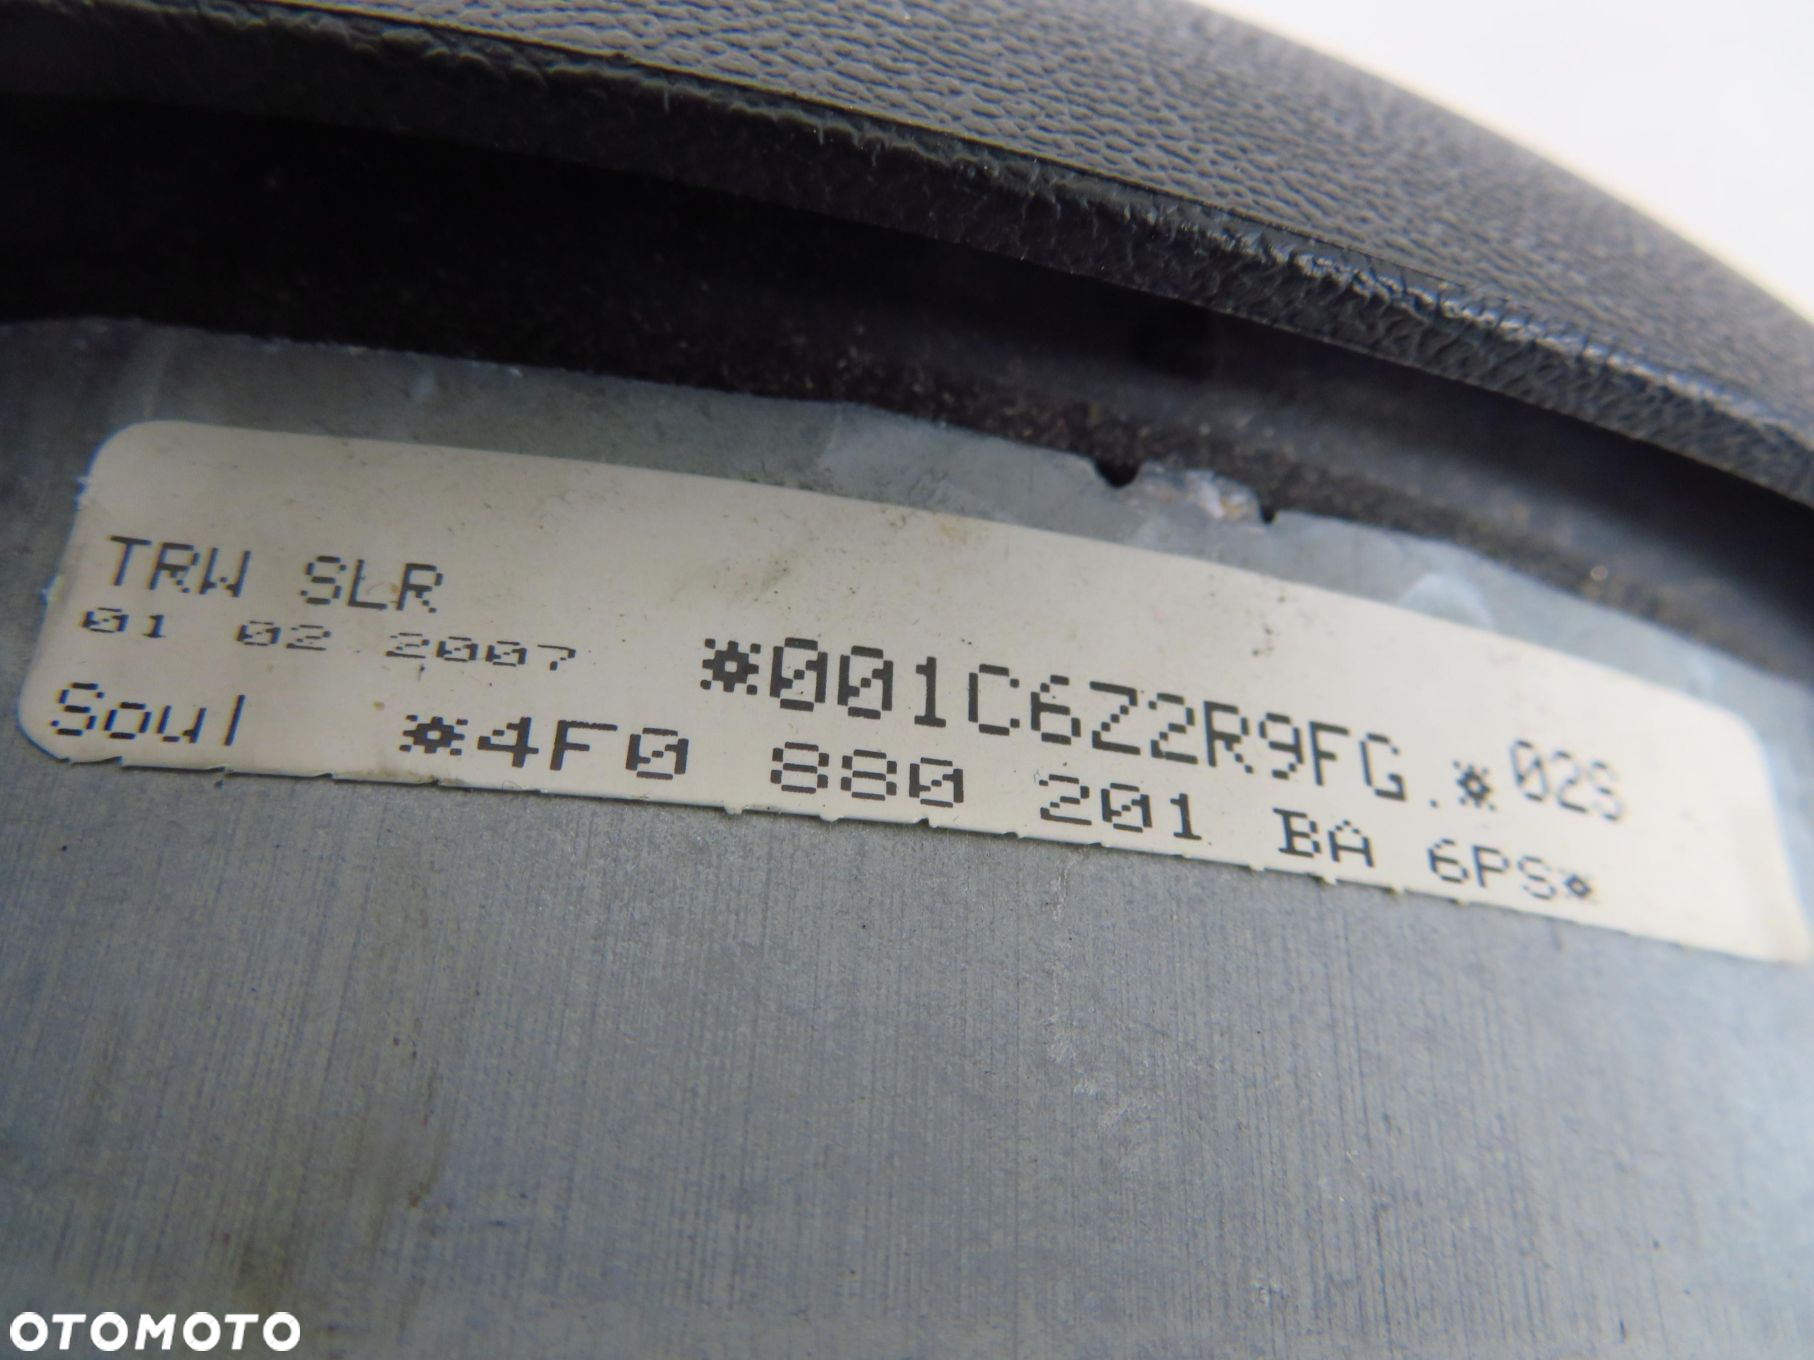 TRW SLR
01 02 2007
*001C6Z2R9FG.* 02S
Soul *4F0 880 201 BA 6PS*
OTOMOTO